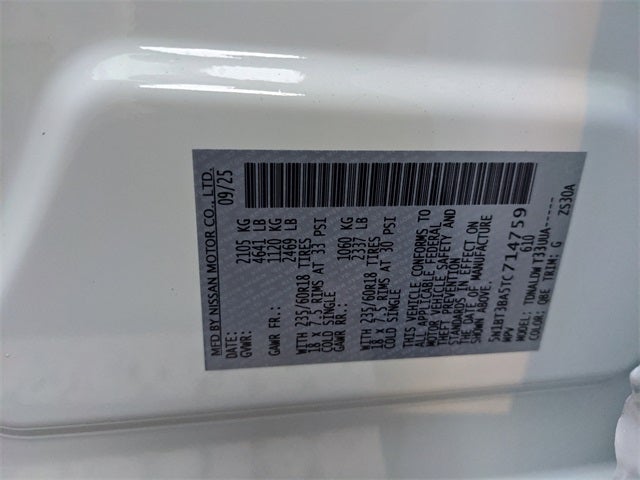 MFD.BY NISSAN MOTOR CO.,LTD.
DATE: 09/25
GVWR: 2105 KG
4641 LB
GAWR FR.: 1120 KG
2469 LB
WITH 235/60R18 TIRES
18 X 7.5 RIMS AT 33 PSI
COLD SINGLE
GAWR RR.: 1060 KG
2337 LB
WITH 235/60R18 TIRES
18 X 7.5 RIMS AT 30 PSI
COLD SINGLE
THIS VEHICLE CONFORMS TO
ALL APPLICABLE FEDERAL
MOTOR VEHICLE SAFETY AND
THEFT PREVENTION
STANDARDS IN EFFECT ON
THE DATE OF MANUFACTURE
SHOWN ABOVE.
5N1BT3BA5TC714759
MPV 610
MODEL: TDNALDW T33UUA-----
COLOR: QBE TRIM: G ZS30A